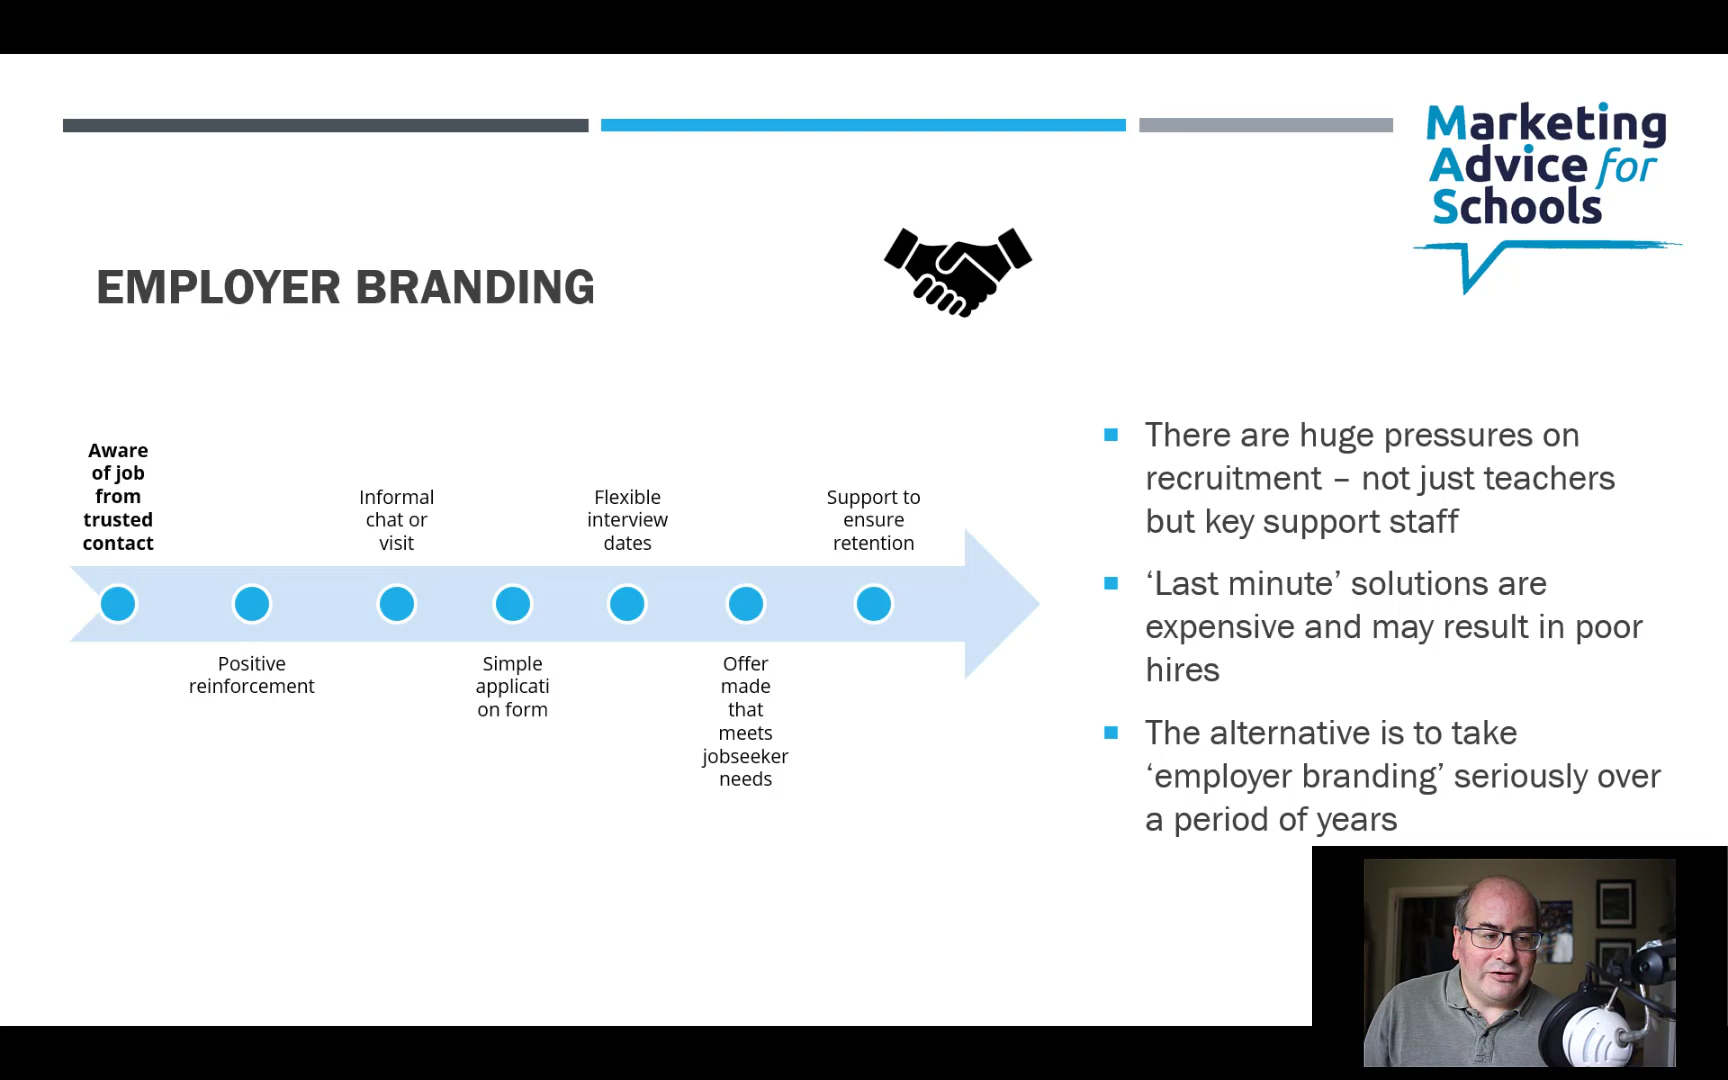 Marketing
Advice for
Schools
EMPLOYER BRANDING
Aware
of job
from
trusted
contact
Positive
reinforcement
Informal
chat or
visit
Simple
applicati
on form
Flexible
interview
dates
Offer
made
that
meets
jobseeker
needs
Support to
ensure
retention
There are huge pressures on
recruitment – not just teachers
but key support staff
‘Last minute’ solutions are
expensive and may result in poor
hires
The alternative is to take
‘employer branding’ seriously over
a period of years